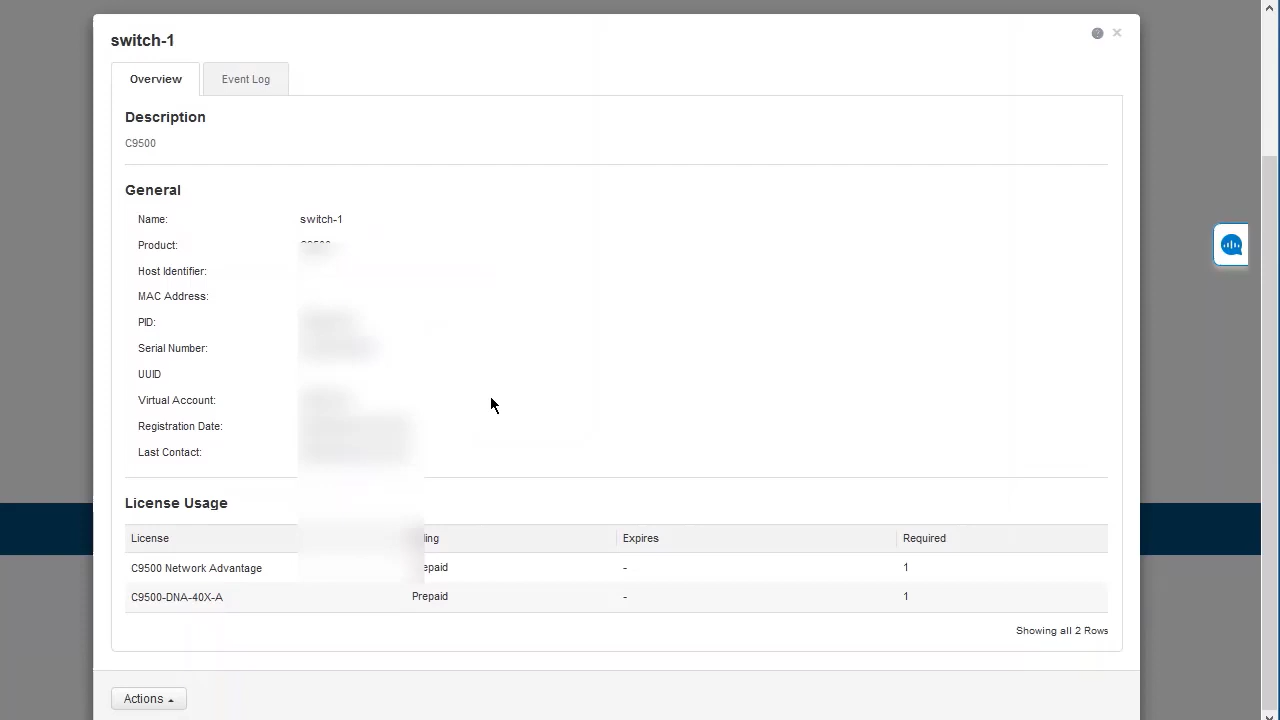 switch-1
Overview Event Log
Description
C9500
General
Name: switch-1
Product:
Host Identifier:
MAC Address:
PID:
Serial Number:
UUID
Virtual Account:
Registration Date:
Last Contact:
License Usage
License Expires Required
C9500 Network Advantage - 1
C9500-DNA-40X-A Prepaid - 1
Showing all 2 Rows
Actions